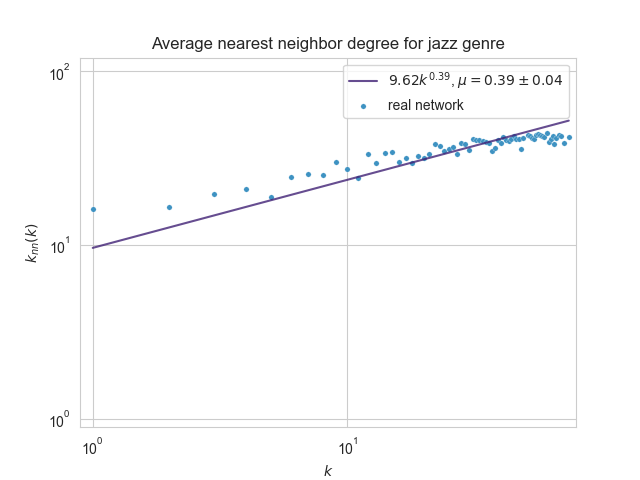 Average nearest neighbor degree for jazz genre
9.62k^0.39, μ = 0.39 ± 0.04
real network
10^2
10^1
10^0
k_nn(k)
10^0
10^1
k